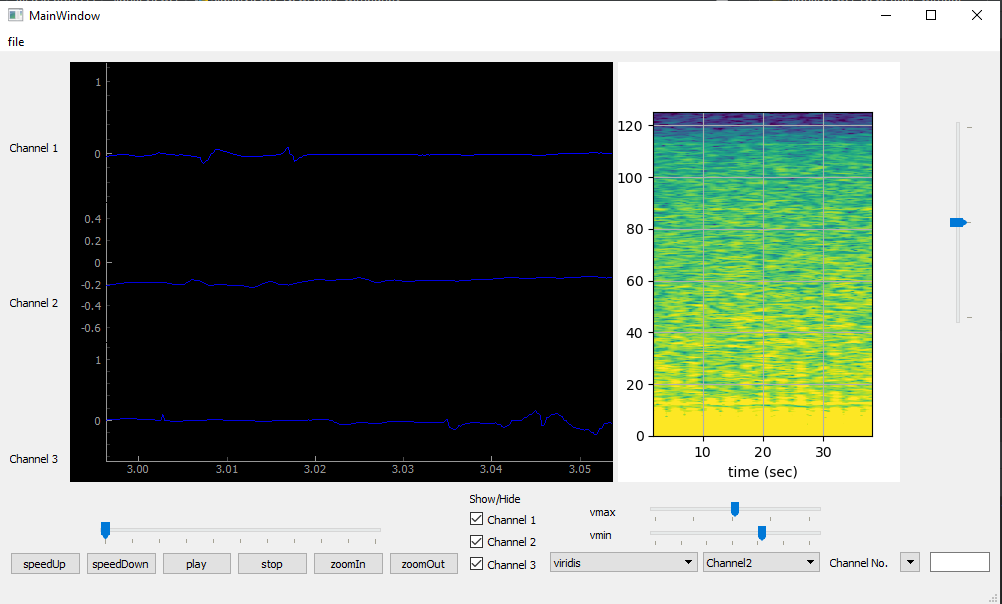 MainWindow
file
Channel 1
1
0
Channel 2
0.4
0.2
0
-0.2
-0.4
-0.6
Channel 3
1
0
3.00 3.01 3.02 3.03 3.04 3.05
120
100
80
60
40
20
0
10 20 30
time (sec)
Show/Hide
Channel 1
Channel 2
Channel 3
vmax
vmin
speedUp speedDown play stop zoomIn zoomOut
viridis Channel2 Channel No.